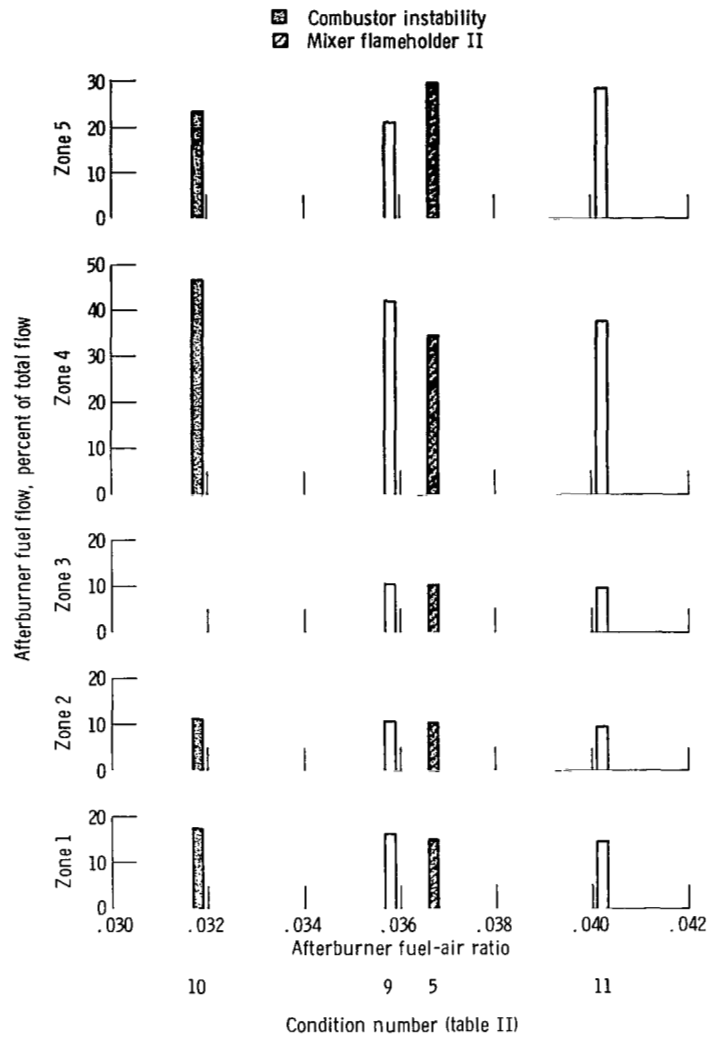 Combustor instability
Mixer flameholder II
Afterburner fuel flow, percent of total flow
Zone 5
30
20
10
0
Zone 4
50
40
30
20
10
0
Zone 3
20
10
0
Zone 2
20
10
0
Zone 1
20
10
0
.030 .032 .034 .036 .038 .040 .042
Afterburner fuel-air ratio
10 9 5 11
Condition number (table II)